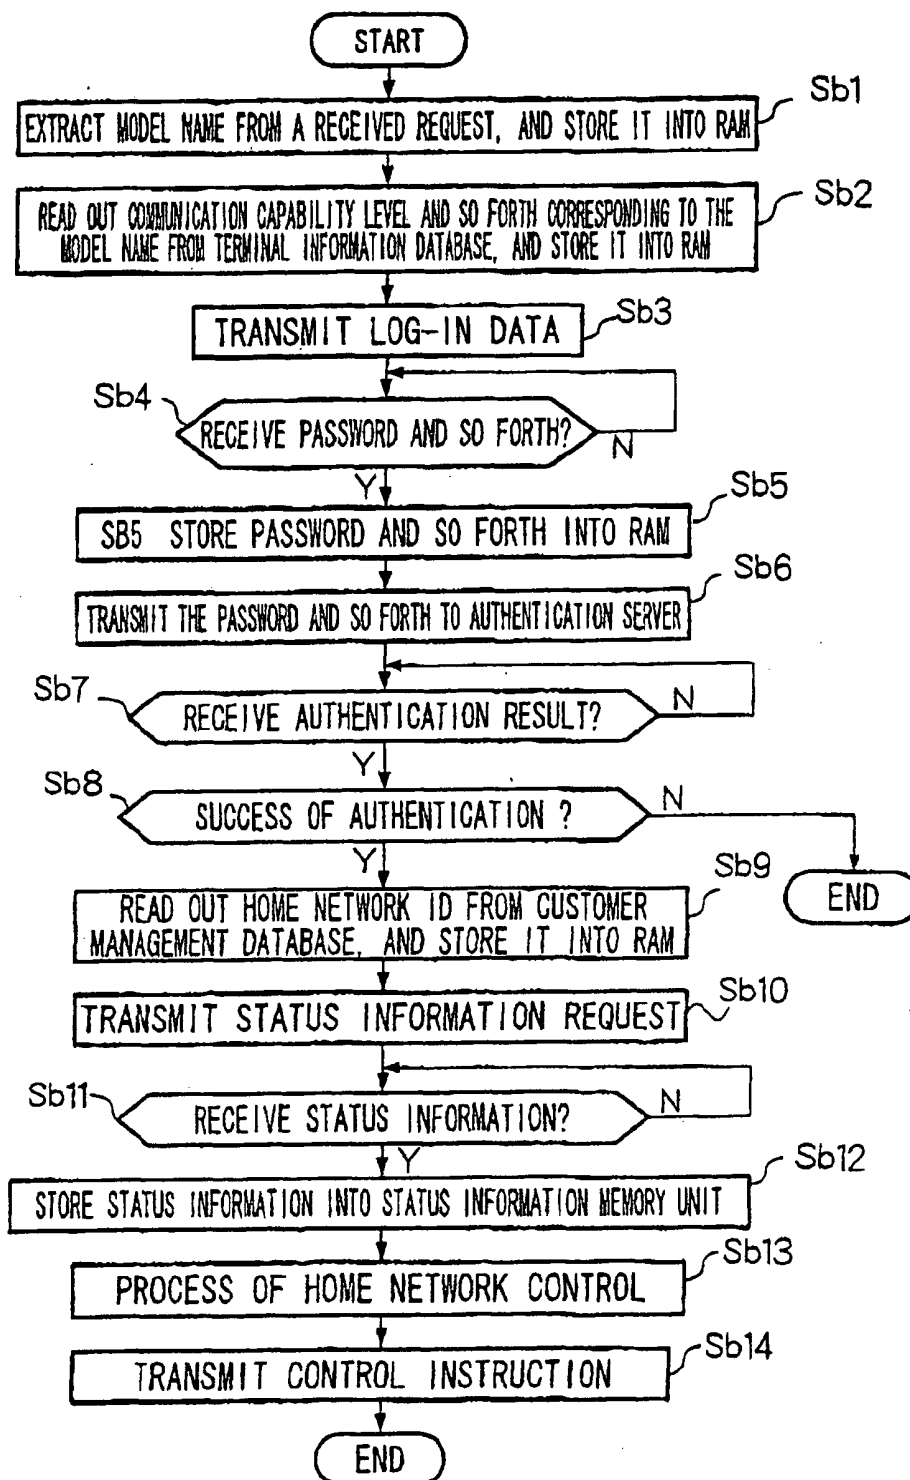 START
Sb1
EXTRACT MODEL NAME FROM A RECEIVED REQUEST, AND STORE IT INTO RAM
Sb2
READ OUT COMMUNICATION CAPABILITY LEVEL AND SO FORTH CORRESPONDING TO THE
MODEL NAME FROM TERMINAL INFORMATION DATABASE, AND STORE IT INTO RAM
Sb3
TRANSMIT LOG-IN DATA
Sb4
RECEIVE PASSWORD AND SO FORTH?
N
Y
Sb5
SB5 STORE PASSWORD AND SO FORTH INTO RAM
Sb6
TRANSMIT THE PASSWORD AND SO FORTH TO AUTHENTICATION SERVER
Sb7
RECEIVE AUTHENTICATION RESULT?
N
Y
Sb8
SUCCESS OF AUTHENTICATION ?
N
Y
END
Sb9
READ OUT HOME NETWORK ID FROM CUSTOMER
MANAGEMENT DATABASE, AND STORE IT INTO RAM
Sb10
TRANSMIT STATUS INFORMATION REQUEST
Sb11
RECEIVE STATUS INFORMATION?
N
Y
Sb12
STORE STATUS INFORMATION INTO STATUS INFORMATION MEMORY UNIT
Sb13
PROCESS OF HOME NETWORK CONTROL
Sb14
TRANSMIT CONTROL INSTRUCTION
END